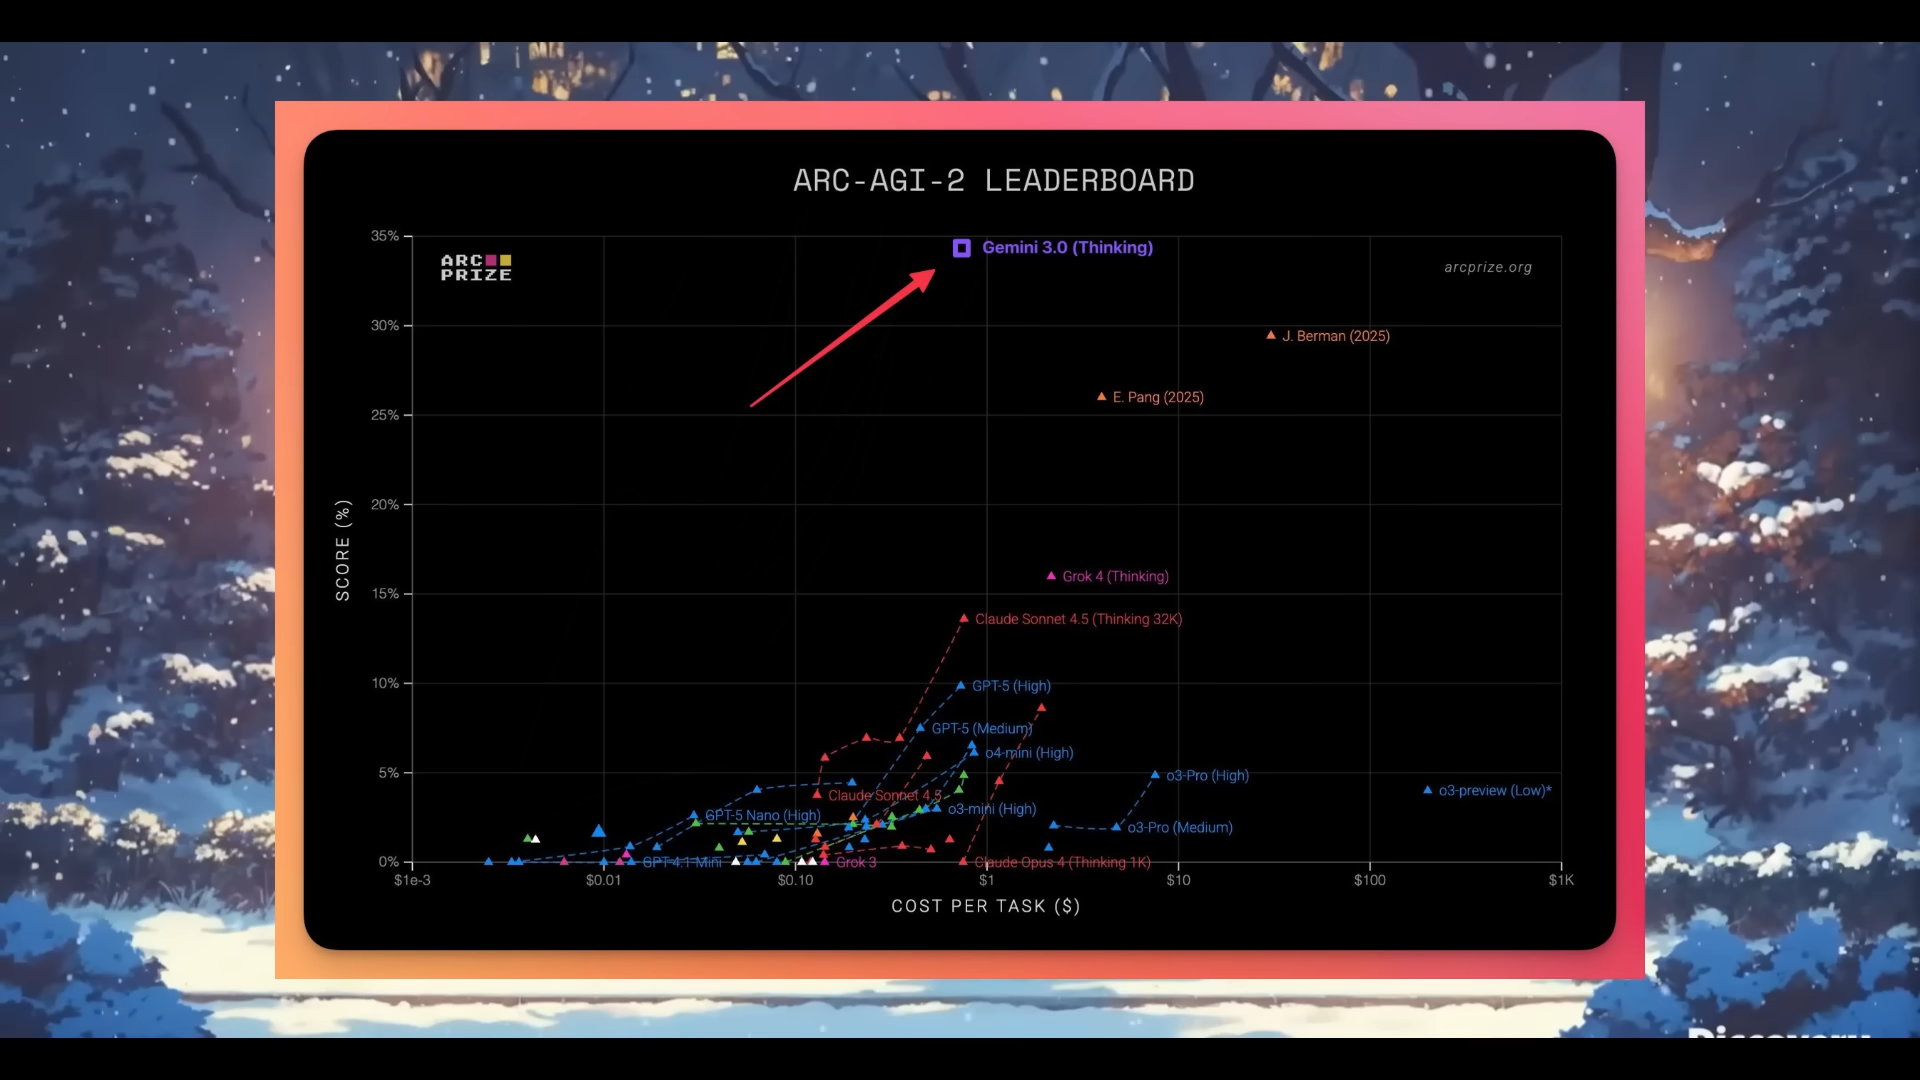 ARC-AGI-2 LEADERBOARD
35%
ARC PRIZE
Gemini 3.0 (Thinking)
arcprize.org
30%
J. Berman (2025)
E. Pang (2025)
25%
20%
SCORE (%)
Grok 4 (Thinking)
15%
Claude Sonnet 4.5 (Thinking 32K)
10%
GPT-5 (High)
GPT-5 (Medium)
o4-mini (High)
5%
o3-Pro (High)
o3-preview (Low)*
Claude Sonnet 4.5
o3-mini (High)
GPT-5 Nano (High)
o3-Pro (Medium)
0%
GPT-4.1 Mini
Grok 3
Claude Opus 4 (Thinking 1K)
$1e-3
$0.01
$0.10
$1
$10
$100
$1K
COST PER TASK ($)
Discovery